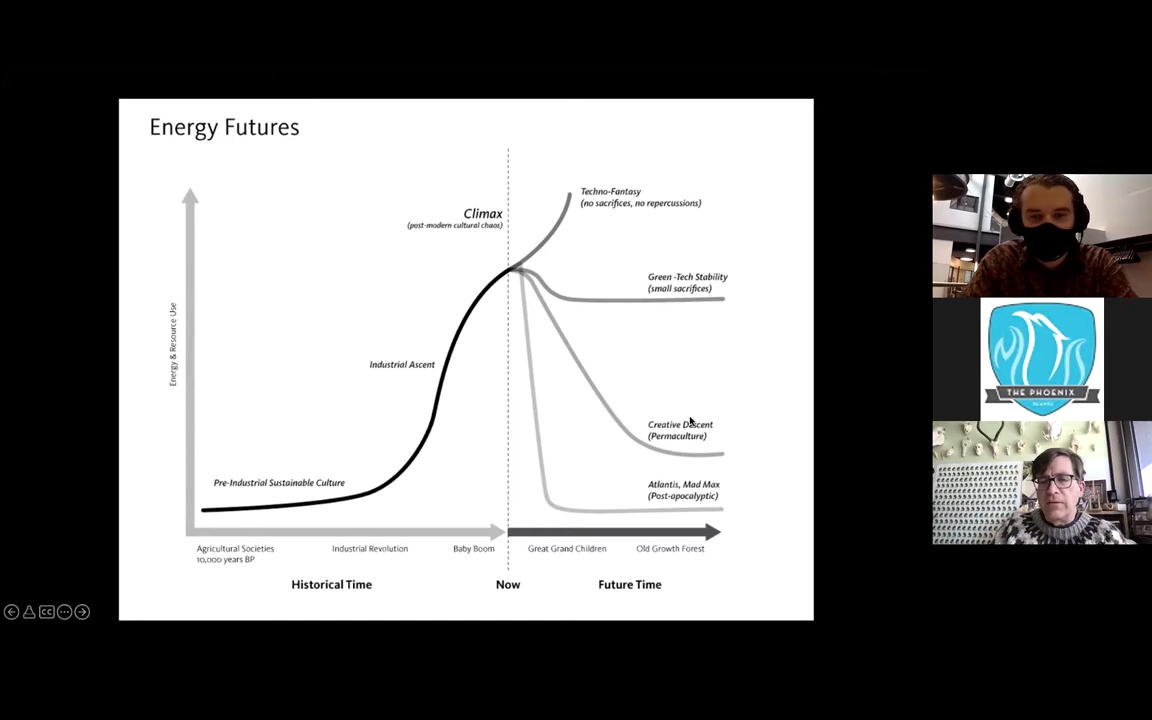 Energy Futures
Techno-Fantasy
(no sacrifices, no repercussions)
Climax
(post-modern cultural chaos)
Green -Tech Stability
(small sacrifices)
Energy & Resource Use
Industrial Ascent
Creative Descent
(Permaculture)
Pre-Industrial Sustainable Culture
Atlantis, Mad Max
(Post-apocalyptic)
Agricultural Societies
10,000 years BP
Industrial Revolution
Baby Boom
Great Grand Children
Old Growth Forest
Historical Time
Now
Future Time
THE PHOENIX
CC